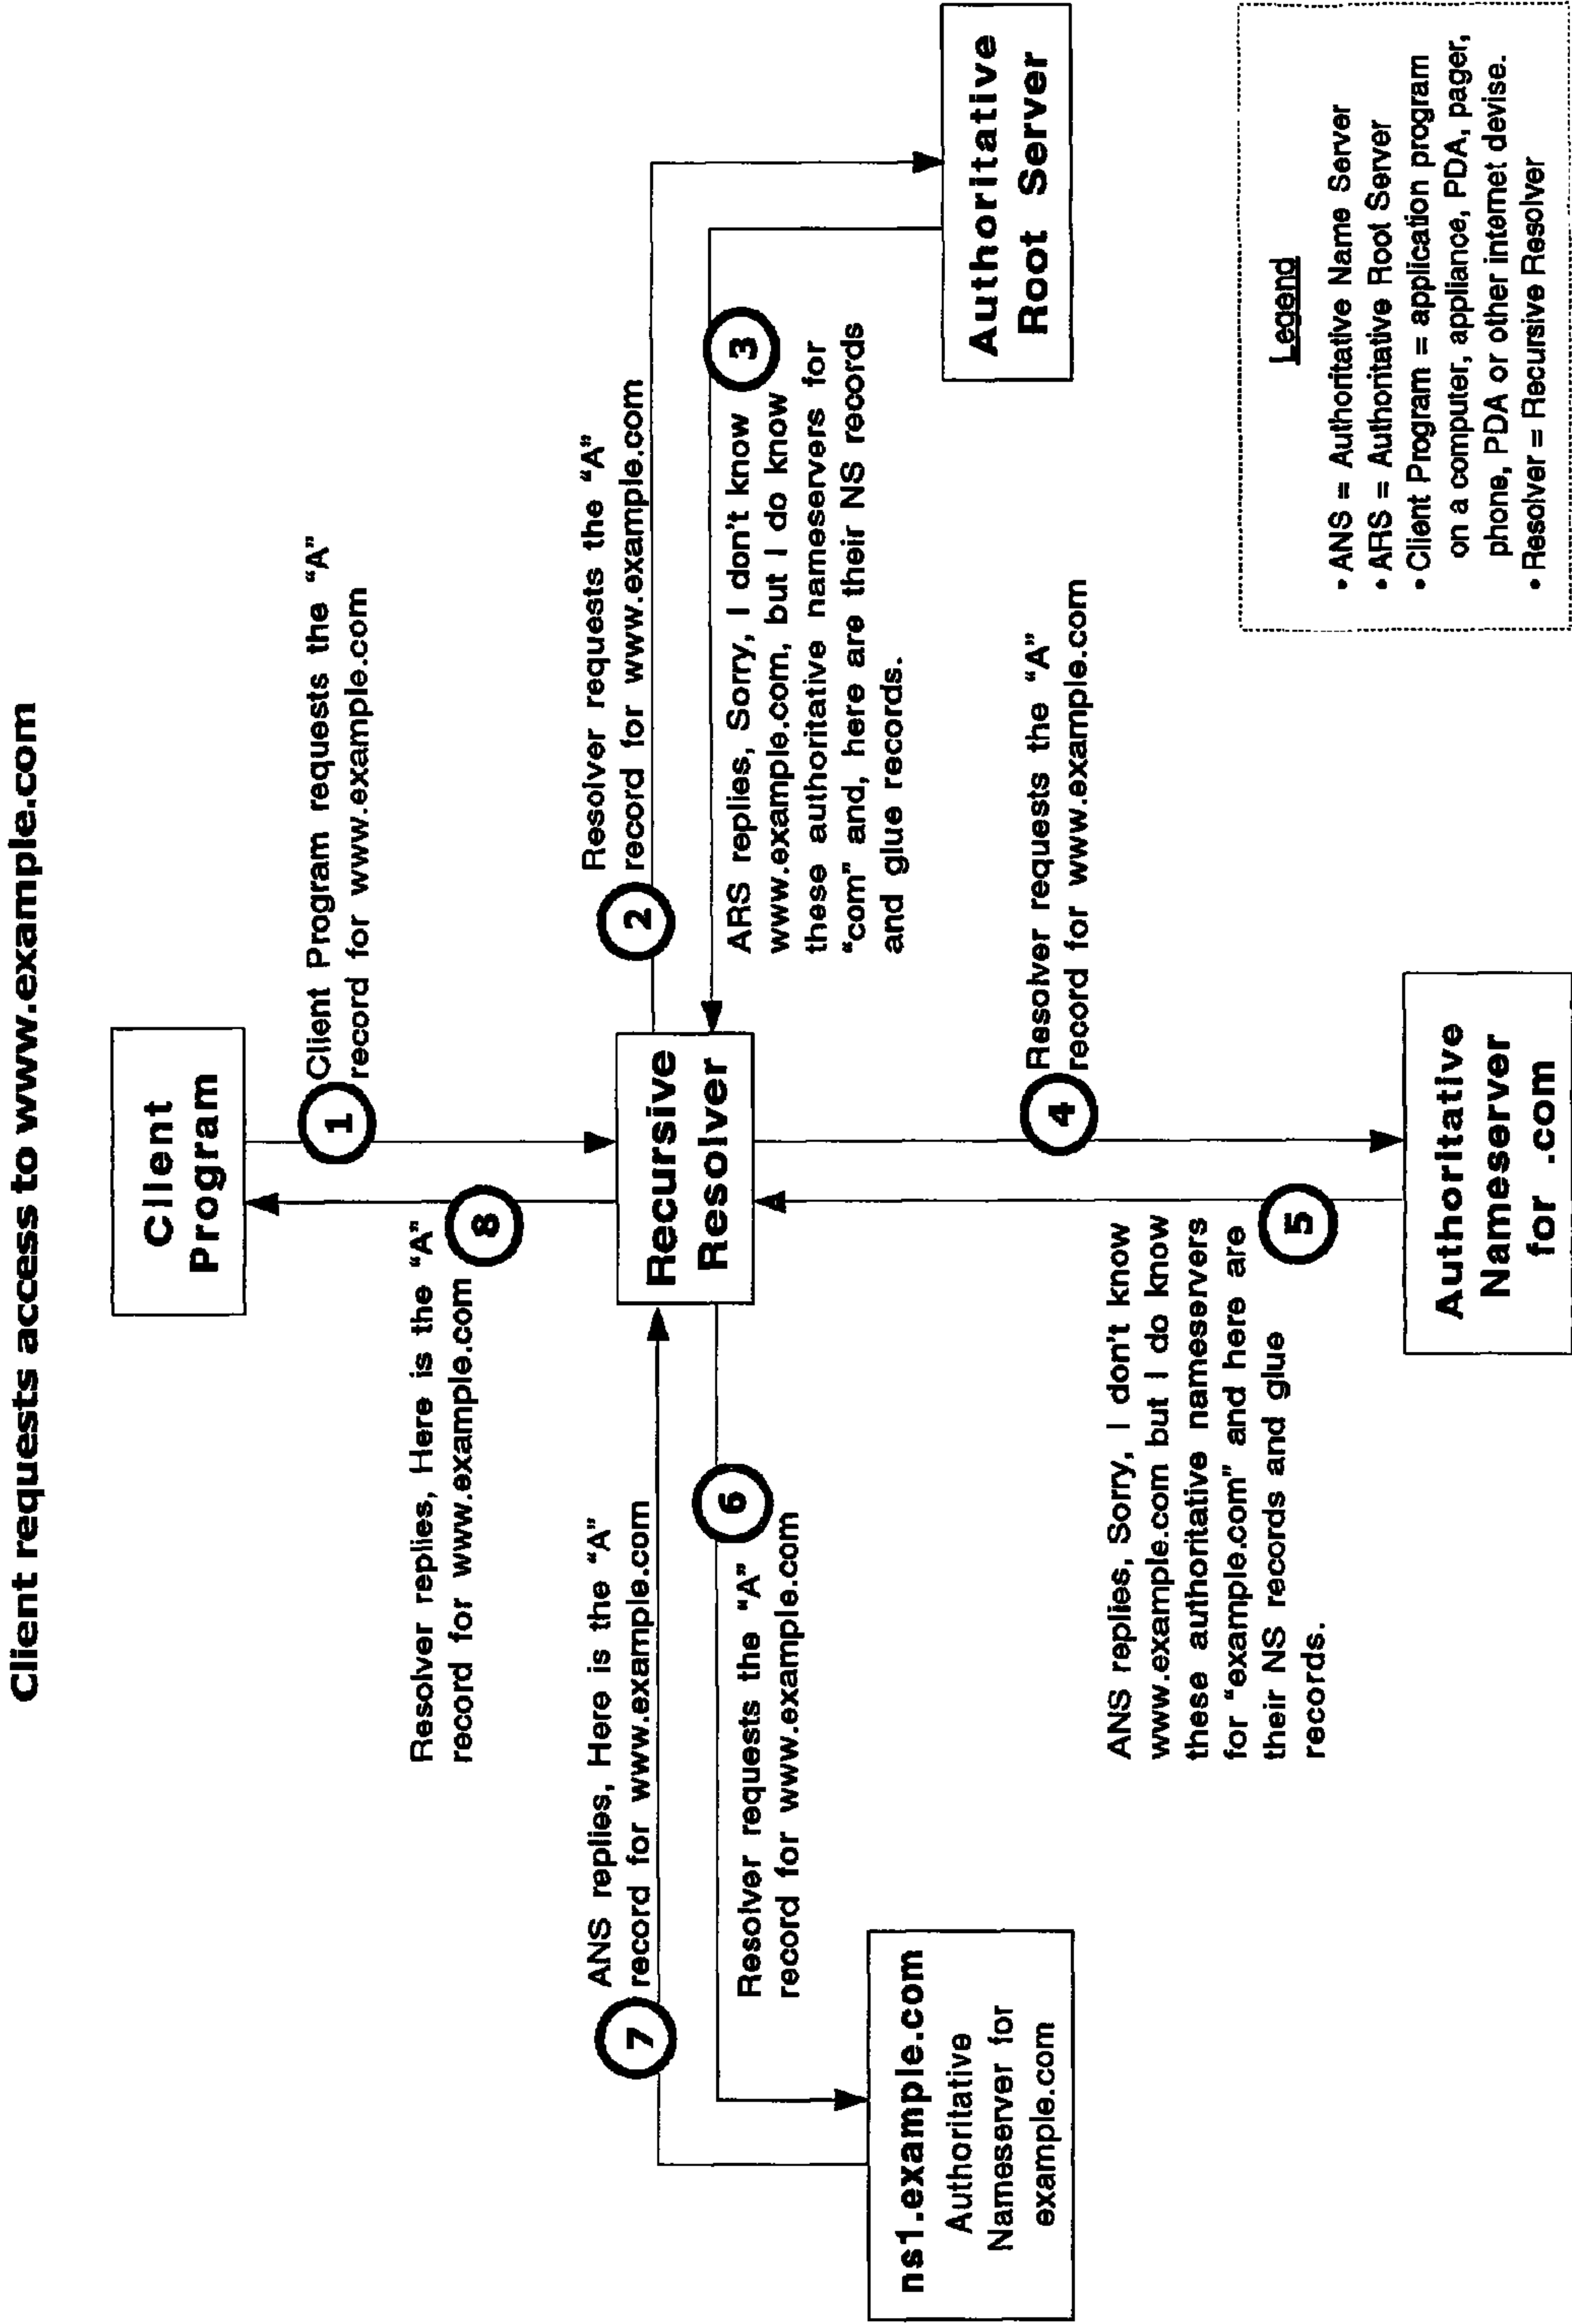 Client requests access to www.example.com
Client
Program
1
Client Program requests the “A”
record for www.example.com
Resolver replies, Here is the “A”
record for www.example.com
8
2
Resolver requests the “A”
record for www.example.com
Recursive
Resolver
3
ARS replies, Sorry, I don't know
www.example.com, but I do know
these authoritative nameservers for
“com” and, here are their NS records
and glue records.
Authoritative
Root Server
4
Resolver requests the “A”
record for www.example.com
ANS replies, Sorry, I don't know
www.example.com but I do know
these authoritative nameservers
for “example.com” and here are
their NS records and glue
records.
5
Authoritative
Nameserver
for .com
6
Resolver requests the “A”
record for www.example.com
7
ANS replies, Here is the “A”
record for www.example.com
ns1.example.com
Authoritative
Nameserver for
example.com
Legend
• ANS = Authoritative Name Server
• ARS = Authoritative Root Server
• Client Program = application program
on a computer, appliance, PDA, pager,
phone, PDA or other internet devise.
• Resolver = Recursive Resolver